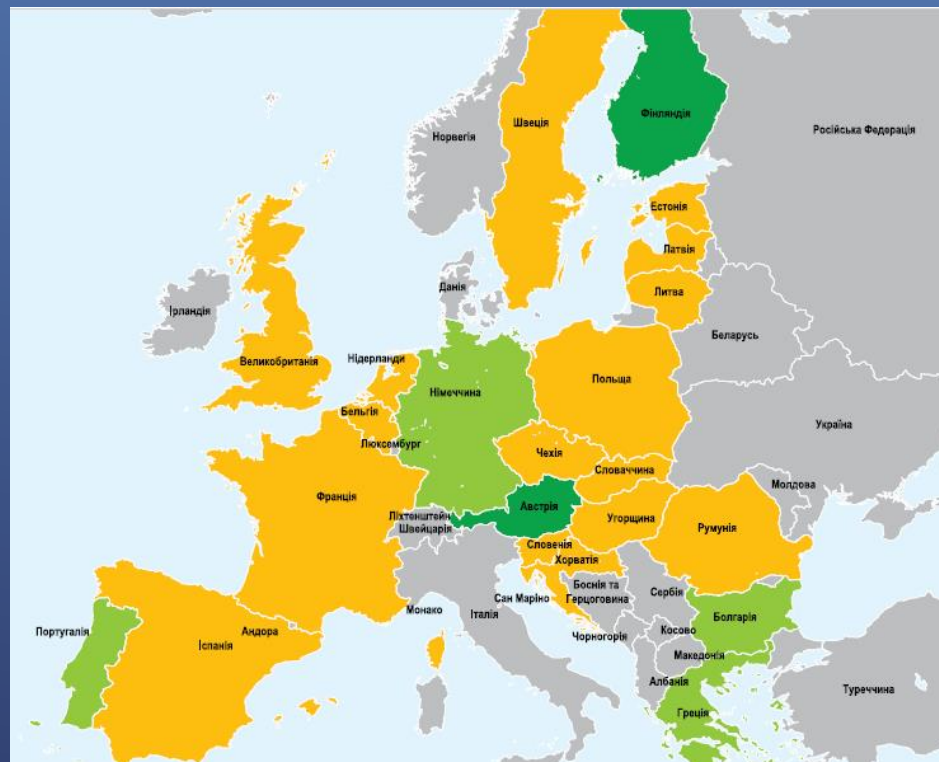 Фінляндія
Швеція
Норвегія
Російська Федерація
Естонія
Латвія
Литва
Данія
Ірландія
Беларусь
Великобританія
Нідерланди
Польща
Німеччина
Бельгія
Україна
Люксембург
Чехія
Словаччина
Молдова
Франція
Австрія
Ліхтенштейн
Швейцарія
Угорщина
Румунія
Словенія
Хорватія
Боснія та
Герцоговина
Сербія
Сан Маріно
Монако
Італія
Болгарія
Андора
Португалія
Іспанія
Чорногорія
Косово
Македонія
Албанія
Туреччина
Греція